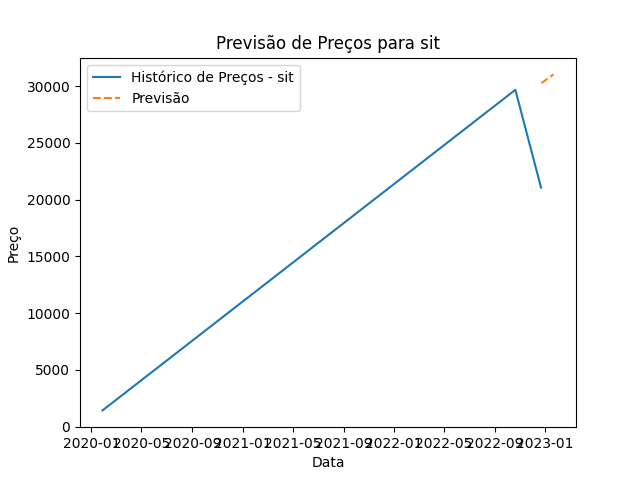 Previsão de Preços para sit
Histórico de Preços - sit
Previsão
30000
25000
20000
15000
10000
5000
0
Preço
2020-01 2020-05 2020-09 2021-01 2021-05 2021-09 2022-01 2022-05 2022-09 2023-01
Data